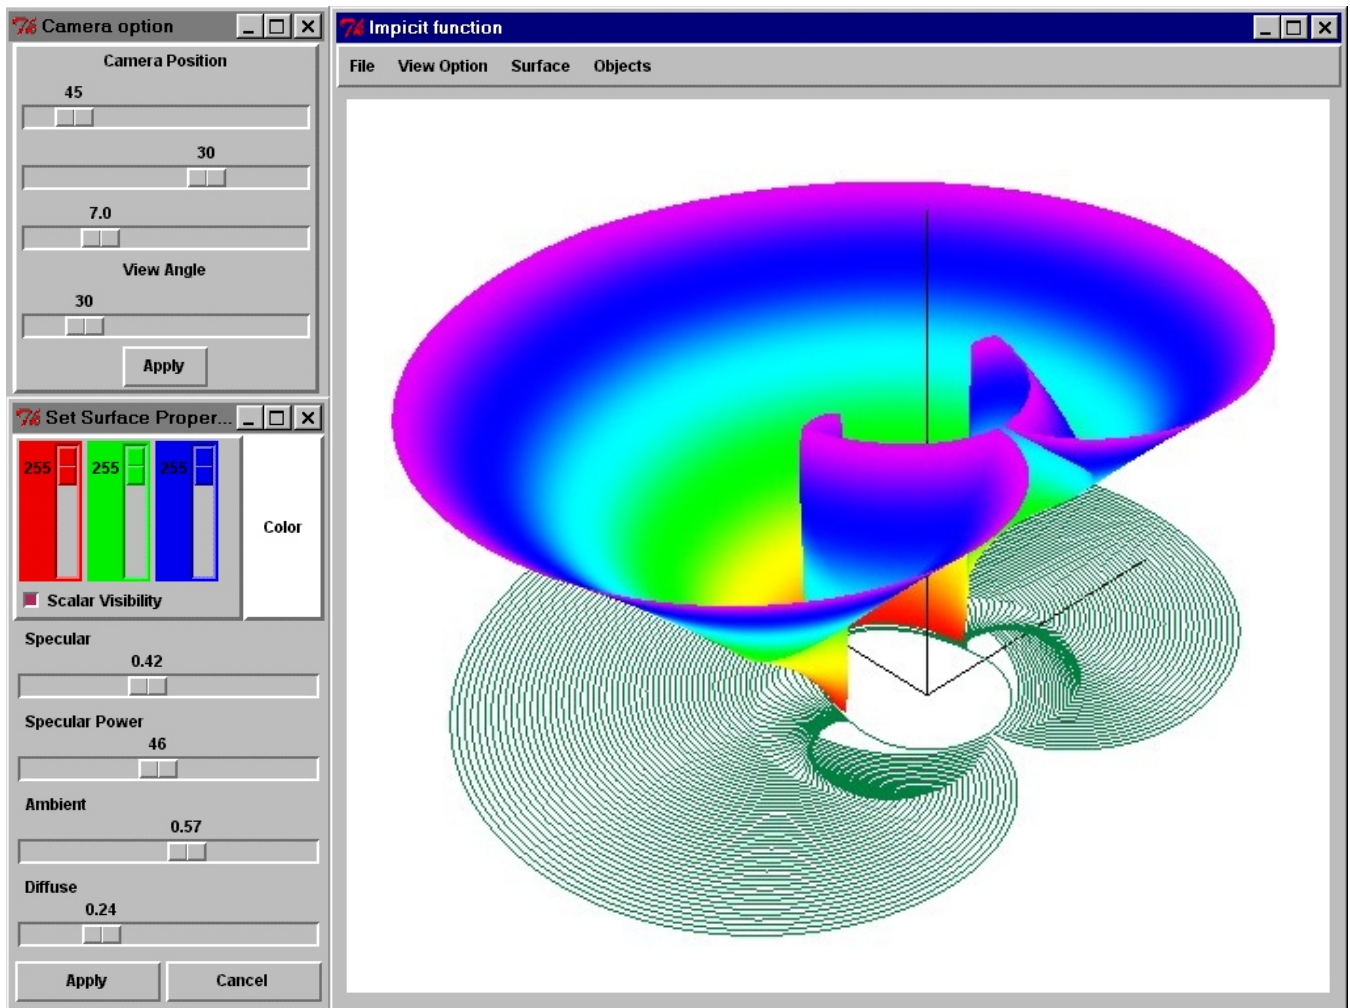 Camera option
Camera Position
45
30
7.0
View Angle
30
Apply
Set Surface Proper...
255 255 255
Color
Scalar Visibility
Specular
0.42
Specular Power
46
Ambient
0.57
Diffuse
0.24
Apply Cancel
Impicit function
File View Option Surface Objects